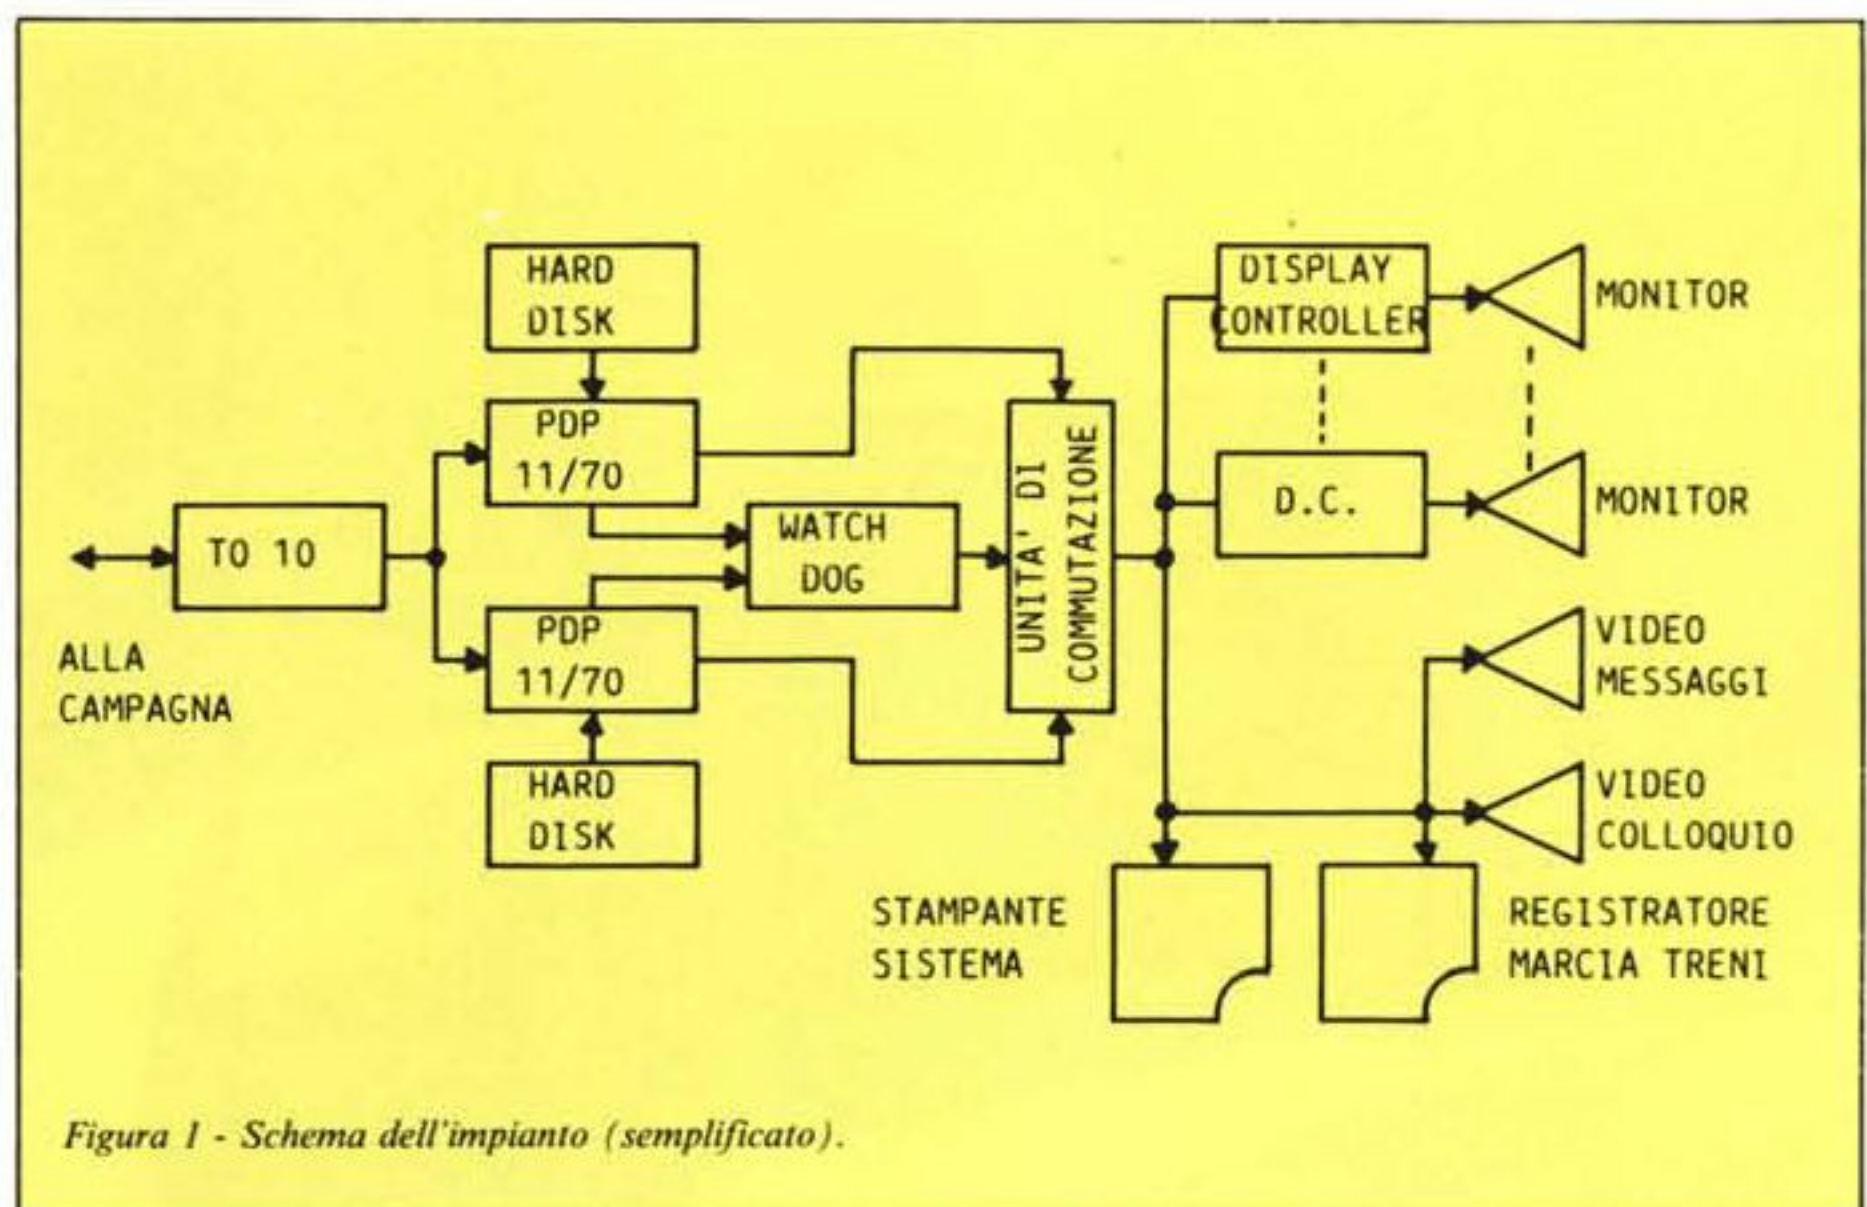 HARD
DISK
DISPLAY
CONTROLLER
MONITOR
PDP
11/70
UNITA' DI
COMMUTAZIONE
D.C.
MONITOR
TO 10
WATCH
DOG
ALLA
CAMPAGNA
PDP
11/70
VIDEO
MESSAGGI
HARD
DISK
VIDEO
COLLOQUIO
STAMPANTE
SISTEMA
REGISTRATORE
MARCIA TRENI
Figura 1 - Schema dell'impianto (semplificato).